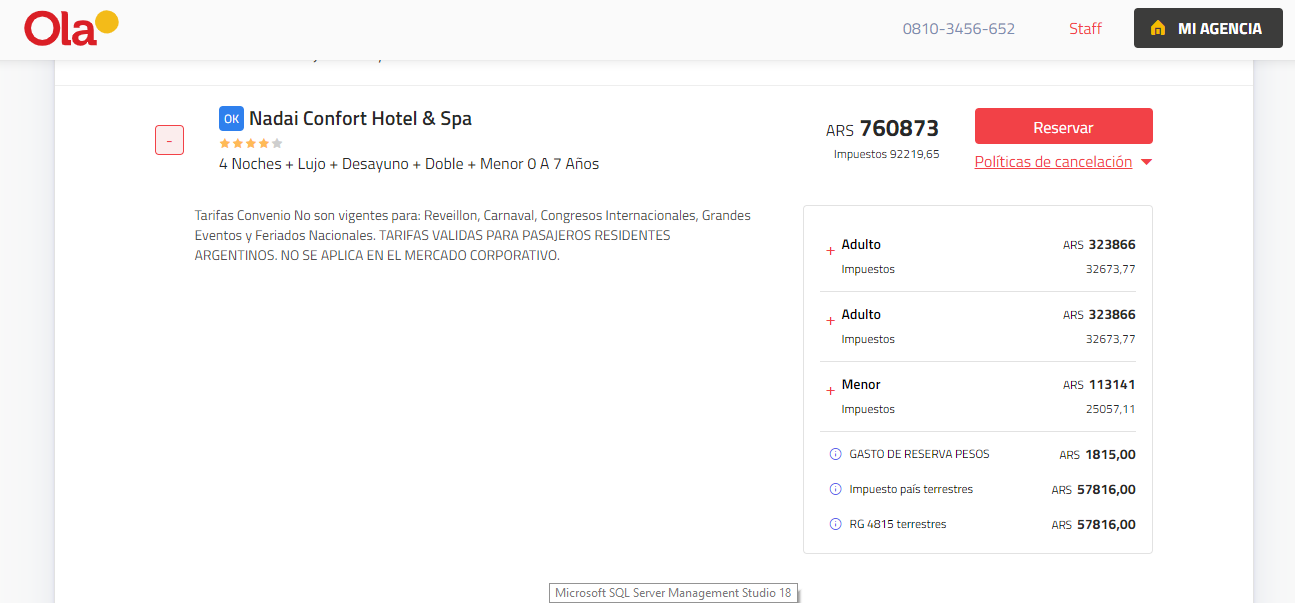 Ola
0810-3456-652
Staff
MI AGENCIA
-
OK Nadai Confort Hotel & Spa
4 Noches + Lujo + Desayuno + Doble + Menor 0 A 7 Años
ARS 760873
Impuestos 92219,65
Reservar
Políticas de cancelación
Tarifas Convenio No son vigentes para: Reveillon, Carnaval, Congresos Internacionales, Grandes
Eventos y Feriados Nacionales. TARIFAS VALIDAS PARA PASAJEROS RESIDENTES
ARGENTINOS. NO SE APLICA EN EL MERCADO CORPORATIVO.
+ Adulto ARS 323866
Impuestos 32673,77
+ Adulto ARS 323866
Impuestos 32673,77
+ Menor ARS 113141
Impuestos 25057,11
GASTO DE RESERVA PESOS ARS 1815,00
Impuesto país terrestres ARS 57816,00
RG 4815 terrestres ARS 57816,00
Microsoft SQL Server Management Studio 18